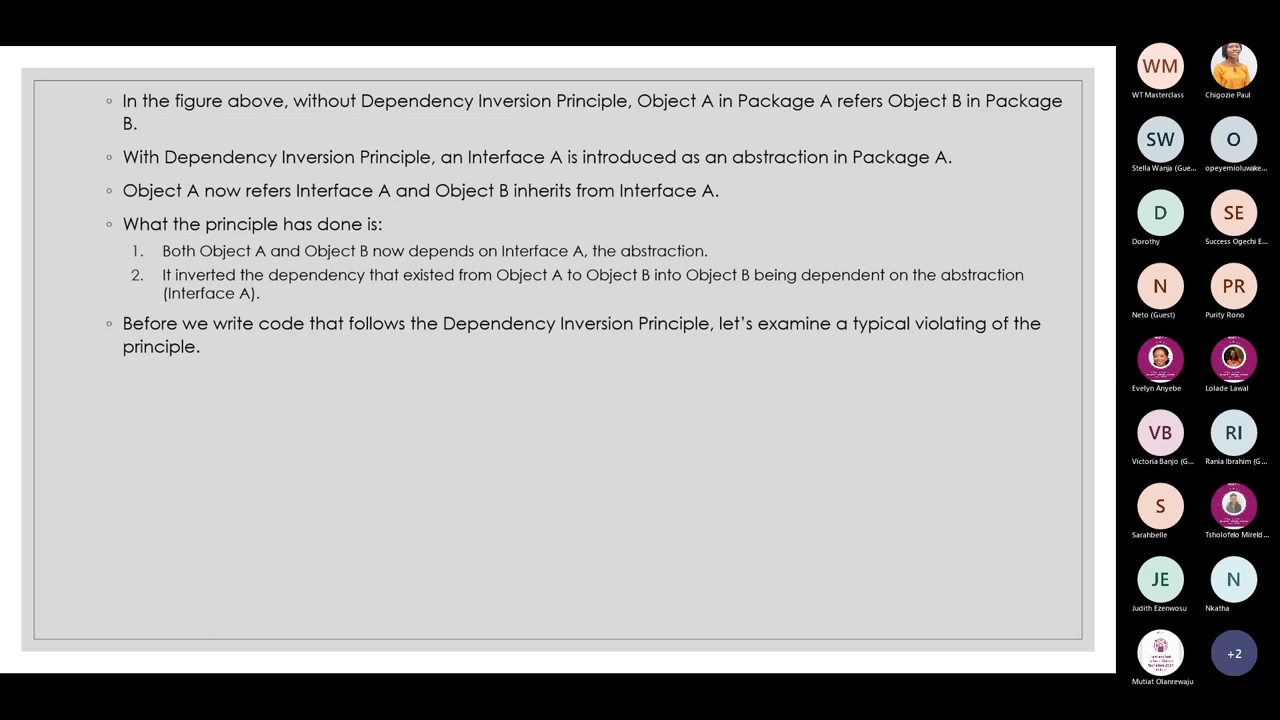 In the figure above, without Dependency Inversion Principle, Object A in Package A refers Object B in Package
B.
With Dependency Inversion Principle, an Interface A is introduced as an abstraction in Package A.
Object A now refers Interface A and Object B inherits from Interface A.
What the principle has done is:
1. Both Object A and Object B now depends on Interface A, the abstraction.
2. It inverted the dependency that existed from Object A to Object B into Object B being dependent on the abstraction
(Interface A).
Before we write code that follows the Dependency Inversion Principle, let's examine a typical violating of the
principle.
WM
WT Masterclass
Chigozie Paul
SW
O
Stella Wanja (Gue...
opeyemioluwake...
D
SE
Dorothy
Success Ogechi E...
N
PR
Neto (Guest)
Purity Rono
Evelyn Anyebe
Lolade Lawal
VB
RI
Victoria Banjo (G...
Rania Ibrahim (G...
S
Sarahbelle
Tsholofelo Mireld...
JE
N
Judith Ezenwosu
Nkatha
+2
Mutiat Olanrewaju